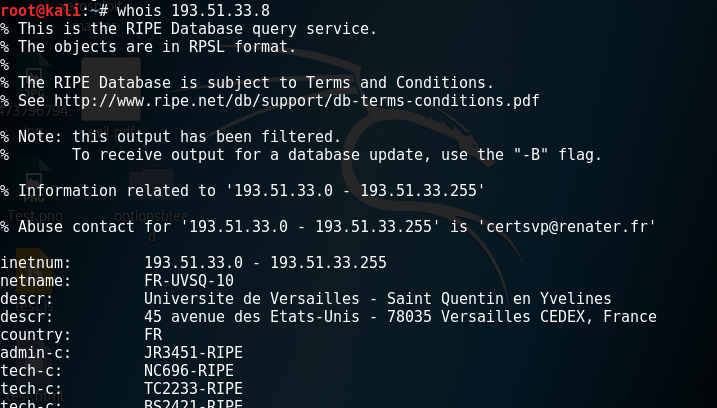 root@kali:~# whois 193.51.33.8
% This is the RIPE Database query service.
% The objects are in RPSL format.
%
% The RIPE Database is subject to Terms and Conditions.
% See http://www.ripe.net/db/support/db-terms-conditions.pdf
% Note: this output has been filtered.
%       To receive output for a database update, use the "-B" flag.
% Information related to '193.51.33.0 - 193.51.33.255'
% Abuse contact for '193.51.33.0 - 193.51.33.255' is 'certsvp@renater.fr'
inetnum:        193.51.33.0 - 193.51.33.255
netname:        FR-UVSQ-10
descr:          Universite de Versailles - Saint Quentin en Yvelines
descr:          45 avenue des Etats-Unis - 78035 Versailles CEDEX, France
country:        FR
admin-c:        JR3451-RIPE
tech-c:         NC696-RIPE
tech-c:         TC2233-RIPE
tech-c:         BS2421-RIPE